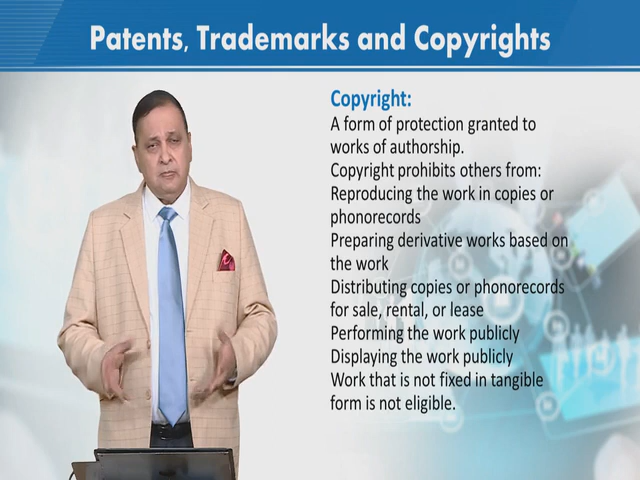 Patents, Trademarks and Copyrights
Copyright:
A form of protection granted to
works of authorship.
Copyright prohibits others from:
Reproducing the work in copies or
phonorecords
Preparing derivative works based on
the work
Distributing copies or phonorecords
for sale, rental, or lease
Performing the work publicly
Displaying the work publicly
Work that is not fixed in tangible
form is not eligible.